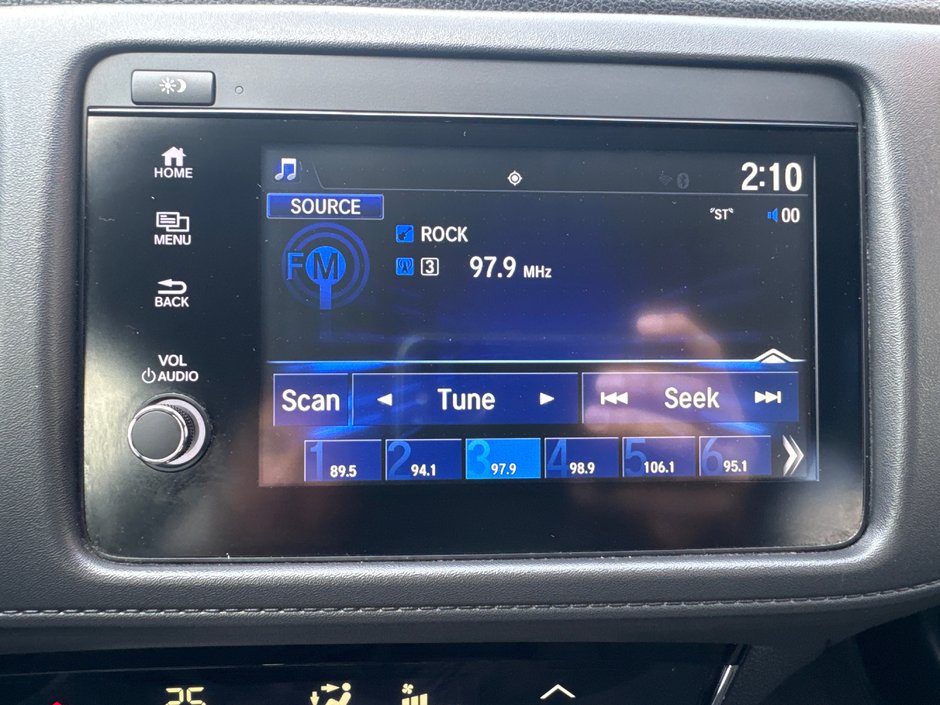 HOME
2:10
SOURCE
"ST" 00
MENU
ROCK
FM
3 97.9 MHz
BACK
VOL
AUDIO
Scan Tune Seek
1 89.5 2 94.1 3 97.9 4 98.9 5 106.1 6 95.1
25